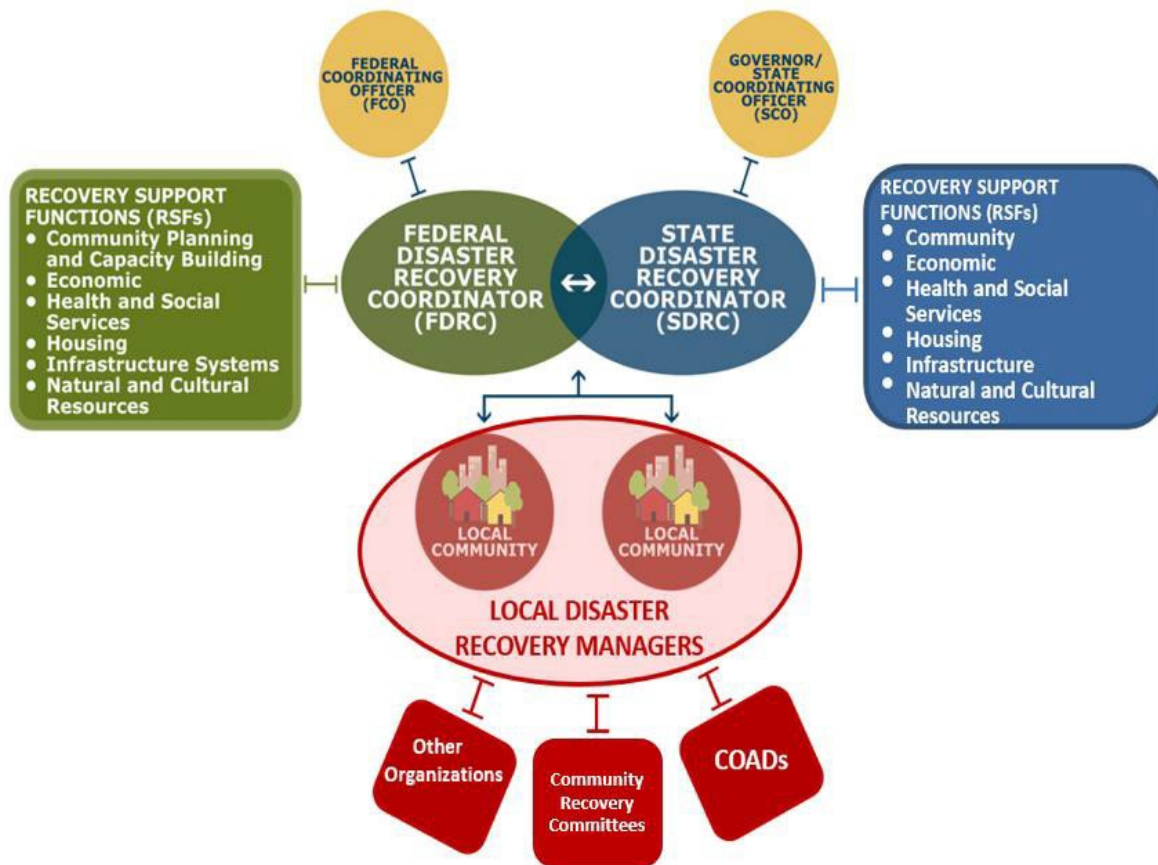 FEDERAL
COORDINATING
OFFICER
(FCO)
GOVERNOR/
STATE
COORDINATING
OFFICER
(SCO)
RECOVERY SUPPORT
FUNCTIONS (RSFs)
• Community Planning
and Capacity Building
• Economic
• Health and Social
Services
• Housing
• Infrastructure Systems
• Natural and Cultural
Resources
FEDERAL
DISASTER
RECOVERY
COORDINATOR
(FDRC)
STATE
DISASTER
RECOVERY
COORDINATOR
(SDRC)
RECOVERY SUPPORT
FUNCTIONS (RSFs)
• Community
• Economic
• Health and Social
Services
• Housing
• Infrastructure
• Natural and Cultural
Resources
LOCAL
COMMUNITY
LOCAL
COMMUNITY
LOCAL DISASTER
RECOVERY MANAGERS
Other
Organizations
Community
Recovery
Committees
COADs